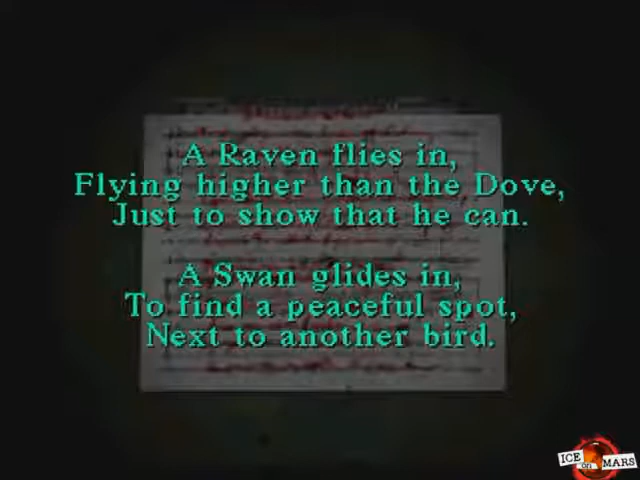 A Raven flies in,
Flying higher than the Dove,
Just to show that he can.
A Swan glides in,
To find a peaceful spot,
Next to another bird.
ICE on MARS